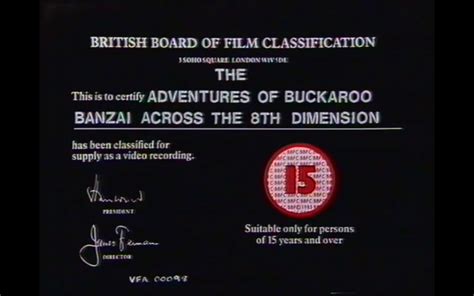 BRITISH BOARD OF FILM CLASSIFICATION
3 SOHO SQUARE LONDON W1V 5DE
THE
This is to certify ADVENTURES OF BUCKAROO
BANZAI ACROSS THE 8TH DIMENSION
has been classified for
supply as a video recording.
15
PRESIDENT
Suitable only for persons
of 15 years and over
James Ferman
DIRECTOR
VFA 00098